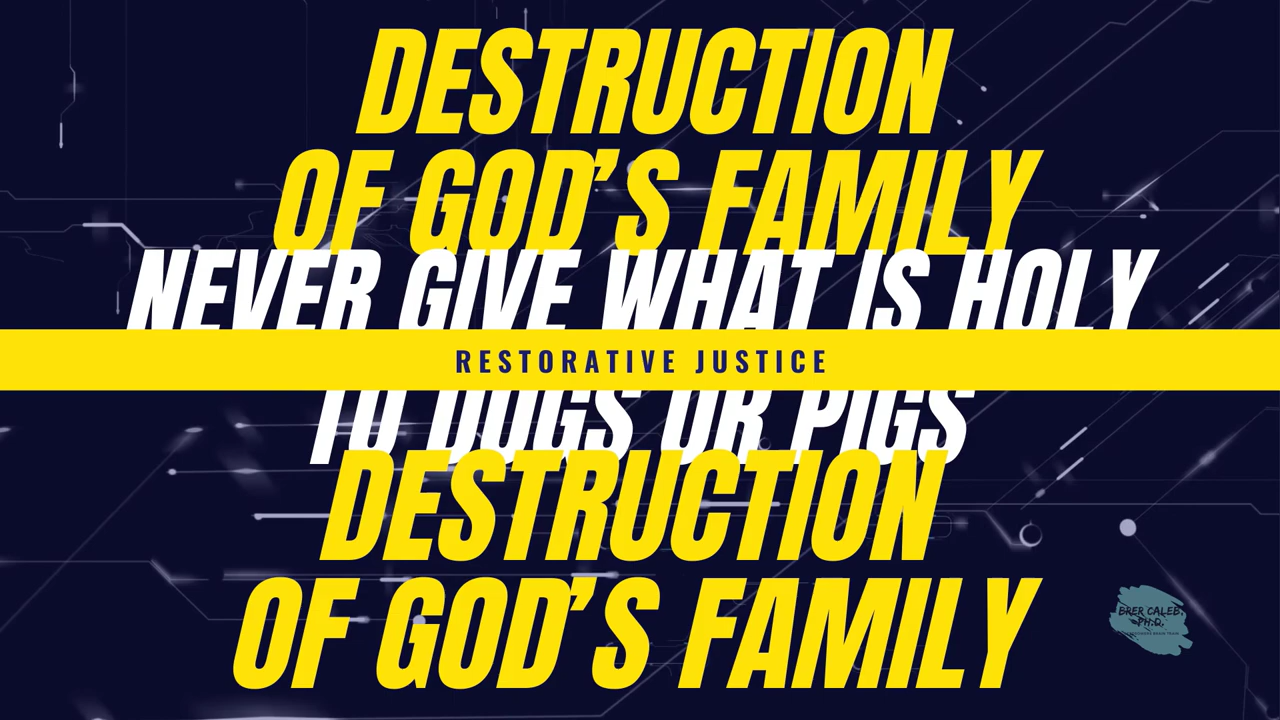 DESTRUCTION
OF GOD'S FAMILY
NEVER GIVE WHAT IS HOLY
RESTORATIVE JUSTICE
TO DOGS OR PIGS
DESTRUCTION
OF GOD'S FAMILY
BRER CALEB,
PH.D.